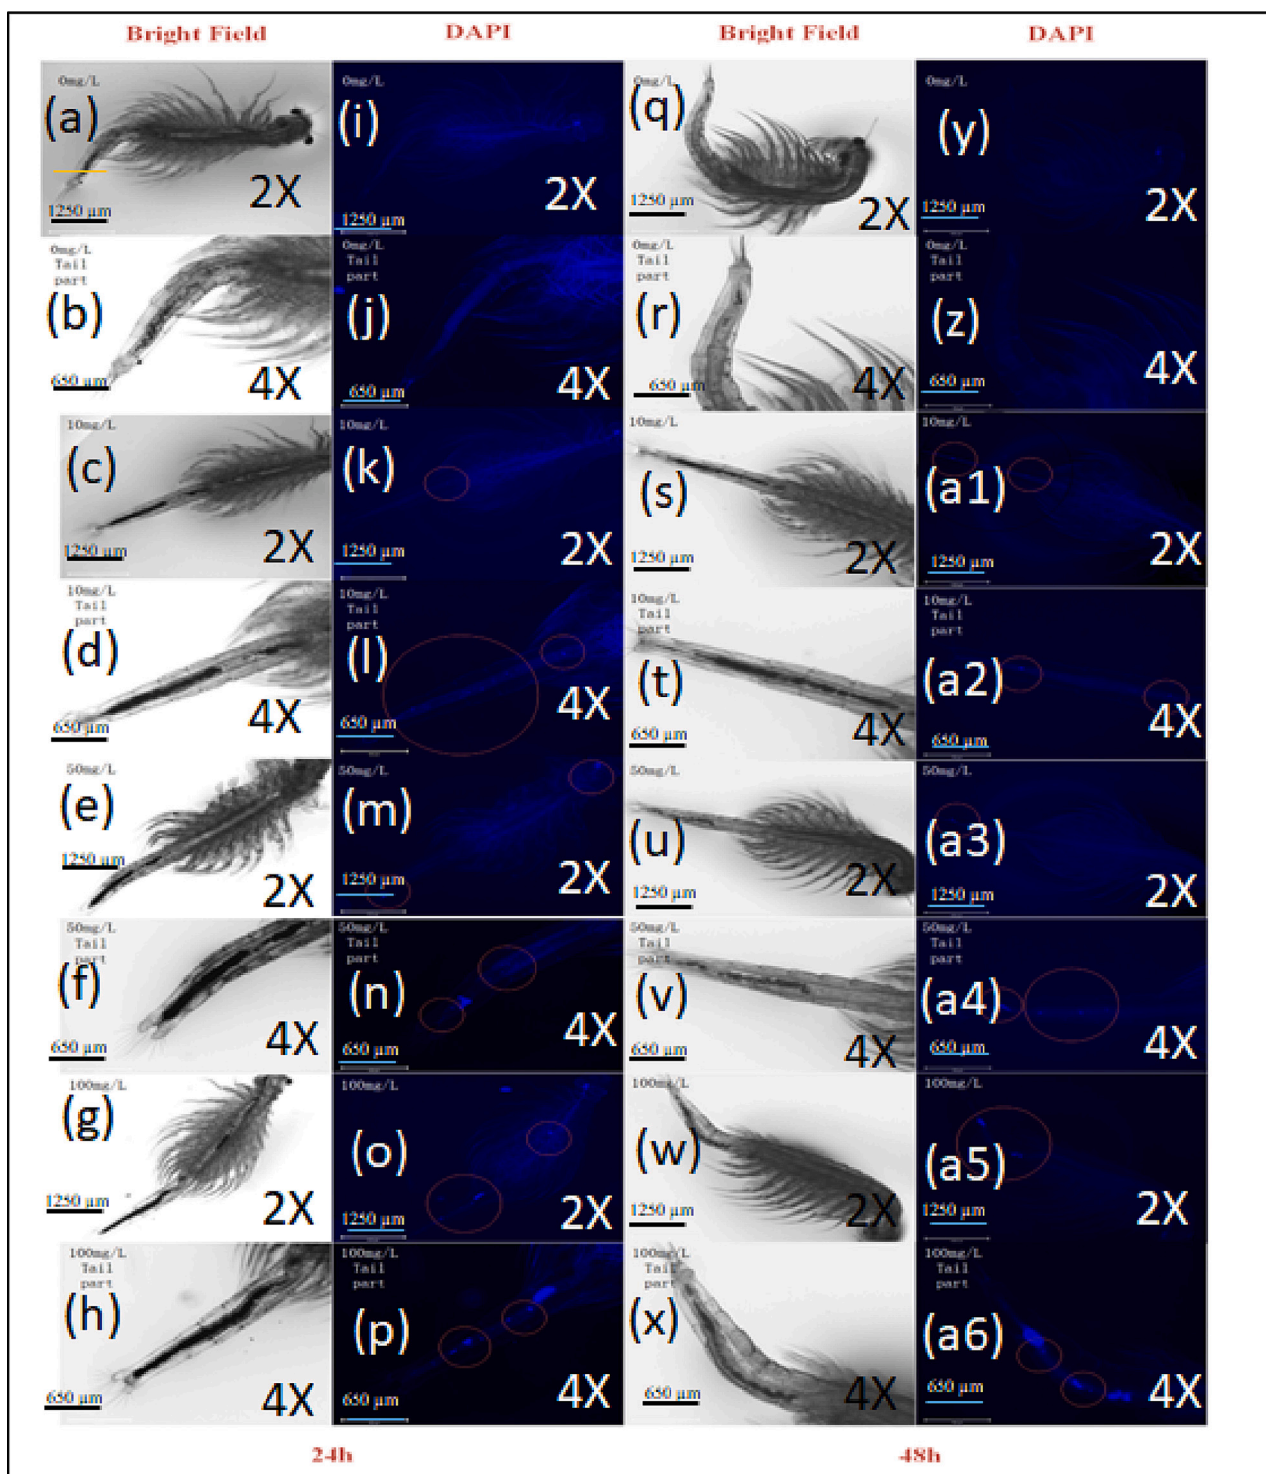 Bright Field DAPI Bright Field DAPI
0mg/L
(a)
1250 µm
2X
(i)
1250 µm
2X
0mg/L
(q)
1250 µm
2X
(y)
1250 µm
2X
0mg/L
Tail
part
(b)
650 µm
4X
0mg/L
Tail
part
(j)
650 µm
4X
0mg/L
Tail
part
(r)
650 µm
4X
0mg/L
Tail
part
(z)
650 µm
4X
10mg/L
(c)
1250 µm
2X
10mg/L
(k)
1250 µm
2X
10mg/L
(s)
1250 µm
2X
10mg/L
(a1)
1250 µm
2X
10mg/L
Tail
part
(d)
650 µm
4X
10mg/L
Tail
part
(l)
650 µm
4X
10mg/L
Tail
part
(t)
650 µm
4X
10mg/L
Tail
part
(a2)
650 µm
4X
50mg/L
(e)
1250 µm
2X
50mg/L
(m)
1250 µm
2X
50mg/L
(u)
1250 µm
2X
50mg/L
(a3)
1250 µm
2X
50mg/L
Tail
part
(f)
650 µm
4X
50mg/L
Tail
part
(n)
650 µm
4X
50mg/L
Tail
part
(v)
650 µm
4X
50mg/L
Tail
part
(a4)
650 µm
4X
100mg/L
(g)
1250 µm
2X
100mg/L
(o)
1250 µm
2X
100mg/L
(w)
1250 µm
2X
100mg/L
(a5)
1250 µm
2X
100mg/L
Tail
part
(h)
650 µm
4X
100mg/L
Tail
part
(p)
650 µm
4X
100mg/L
Tail
part
(x)
650 µm
4X
100mg/L
Tail
part
(a6)
650 µm
4X
24h 48h